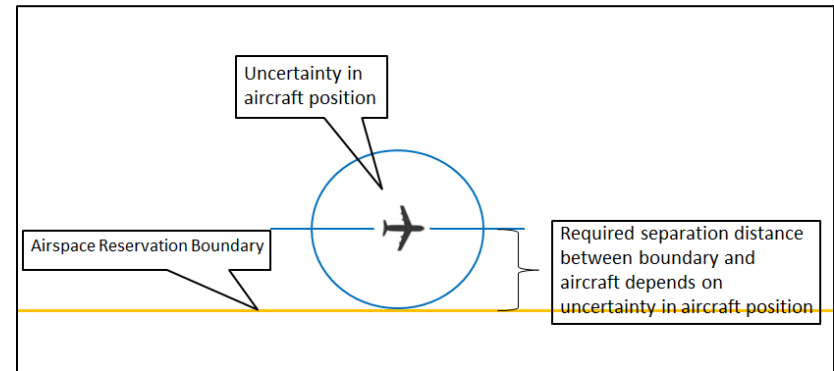 Uncertainty in
aircraft position
Airspace Reservation Boundary
Required separation distance
between boundary and
aircraft depends on
uncertainty in aircraft position